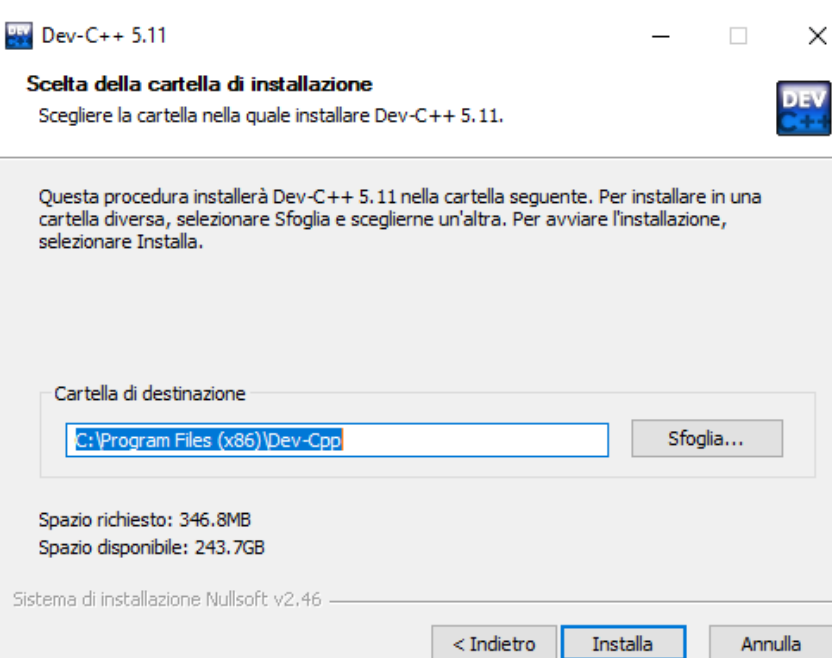 Dev-C++ 5.11
Scelta della cartella di installazione
Scegliere la cartella nella quale installare Dev-C++ 5.11.
DEV
C++
Questa procedura installerà Dev-C++ 5.11 nella cartella seguente. Per installare in una
cartella diversa, selezionare Sfoglia e sceglierne un'altra. Per avviare l'installazione,
selezionare Installa.
Cartella di destinazione
C:\Program Files (x86)\Dev-Cpp
Sfoglia...
Spazio richiesto: 346.8MB
Spazio disponibile: 243.7GB
Sistema di installazione Nullsoft v2.46
< Indietro
Installa
Annulla